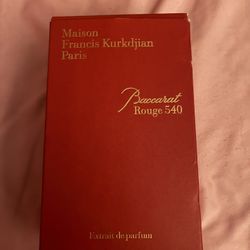 Maison
Francis Kurkdjian
Paris
Baccarat
Rouge 540
Extrait de parfum